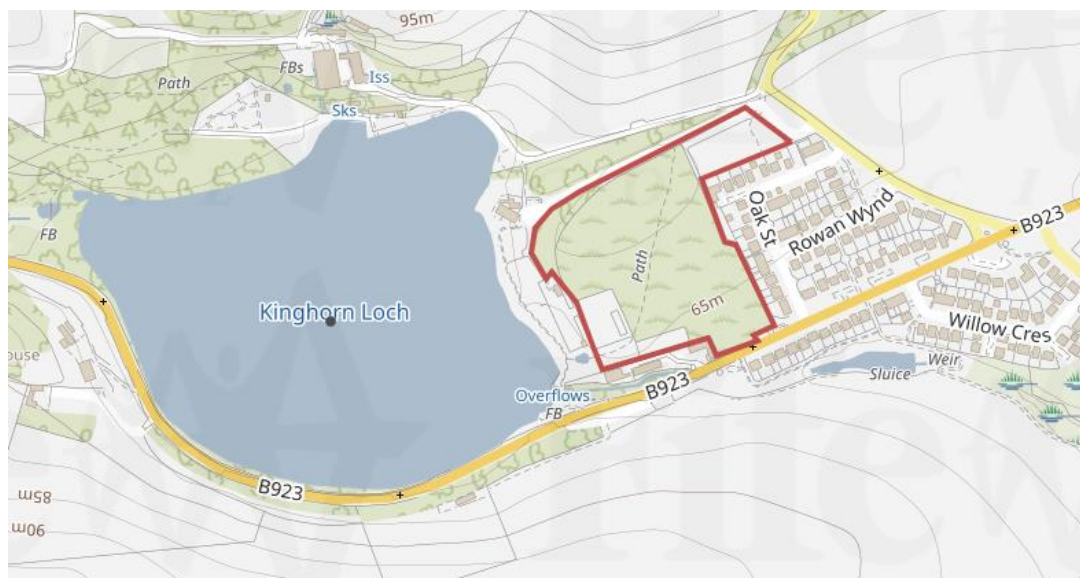 95m
FBs
Iss
Path
Sks
FB
Oak St
Rowan Wynd
B923
Path
65m
Kinghorn Loch
Willow Cres
ouse
Weir
Sluice
Overflows
B923
FB
B923
85m
90m